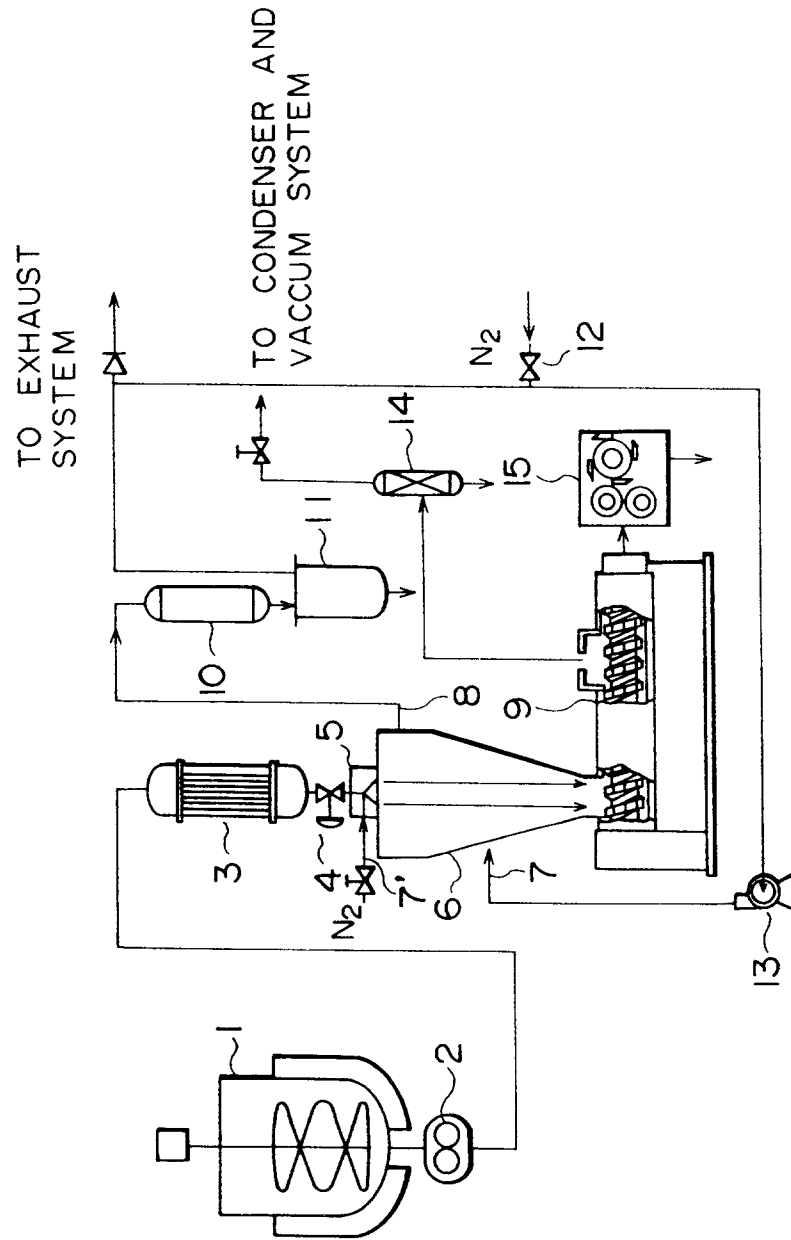 TO EXHAUST
SYSTEM
TO CONDENSER AND
VACCUM SYSTEM
N2
12
14
15
11
10
8
9
5
3
4
7'
N2
6
7
13
1
2